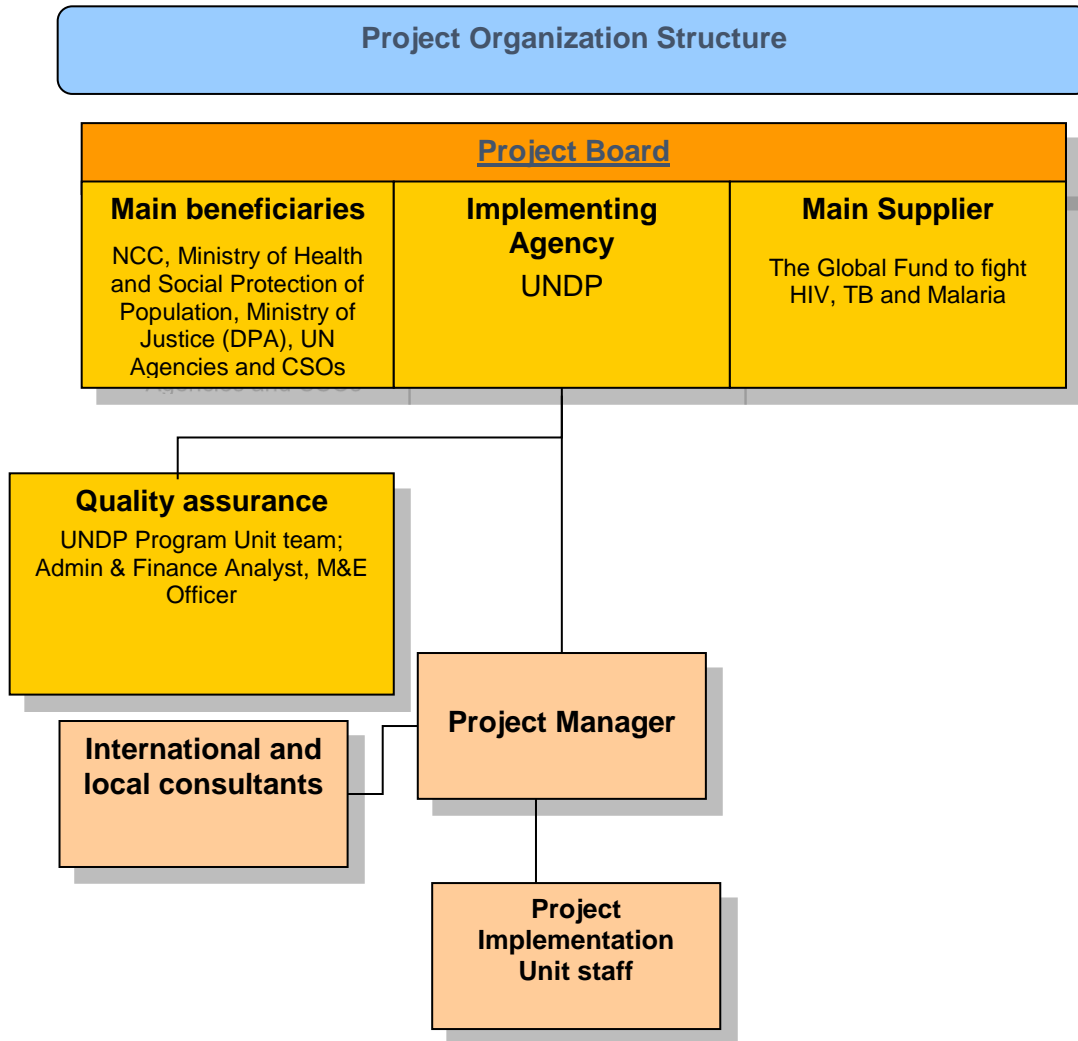 Project Organization Structure
Project Board
Main beneficiaries
NCC, Ministry of Health
and Social Protection of
Population, Ministry of
Justice (DPA), UN
Agencies and CSOs
Implementing
Agency
UNDP
Main Supplier
The Global Fund to fight
HIV, TB and Malaria
Quality assurance
UNDP Program Unit team;
Admin & Finance Analyst, M&E
Officer
Project Manager
International and
local consultants
Project
Implementation
Unit staff